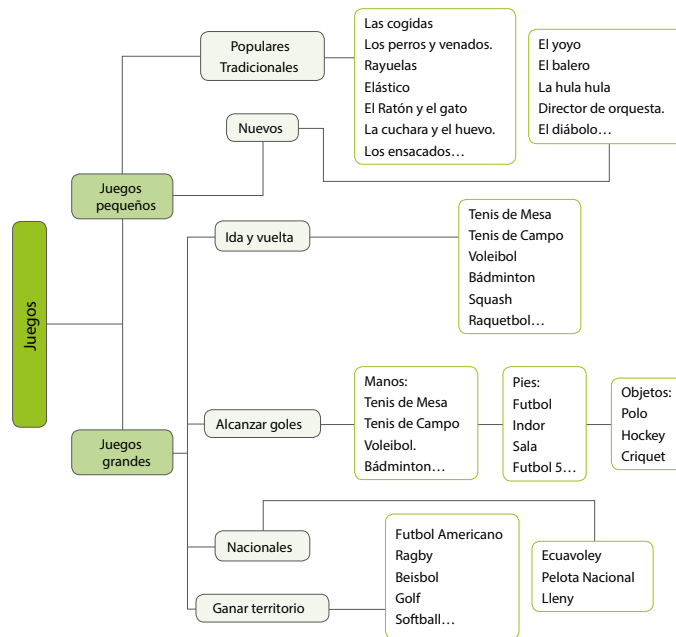 Juegos
Juegos
pequeños
Populares
Tradicionales
Las cogidas
Los perros y venados.
Rayuelas
Elástico
El Ratón y el gato
La cuchara y el huevo.
Los ensacados…
Nuevos
El yoyo
El balero
La hula hula
Director de orquesta.
El diábolo…
Juegos
grandes
Ida y vuelta
Tenis de Mesa
Tenis de Campo
Voleibol
Bádminton
Squash
Raquetbol…
Alcanzar goles
Manos:
Tenis de Mesa
Tenis de Campo
Voleibol.
Bádminton…
Pies:
Futbol
Indor
Sala
Futbol 5…
Objetos:
Polo
Hockey
Criquet
Nacionales
Ecuavoley
Pelota Nacional
Lleny
Ganar territorio
Futbol Americano
Ragby
Beisbol
Golf
Softball…